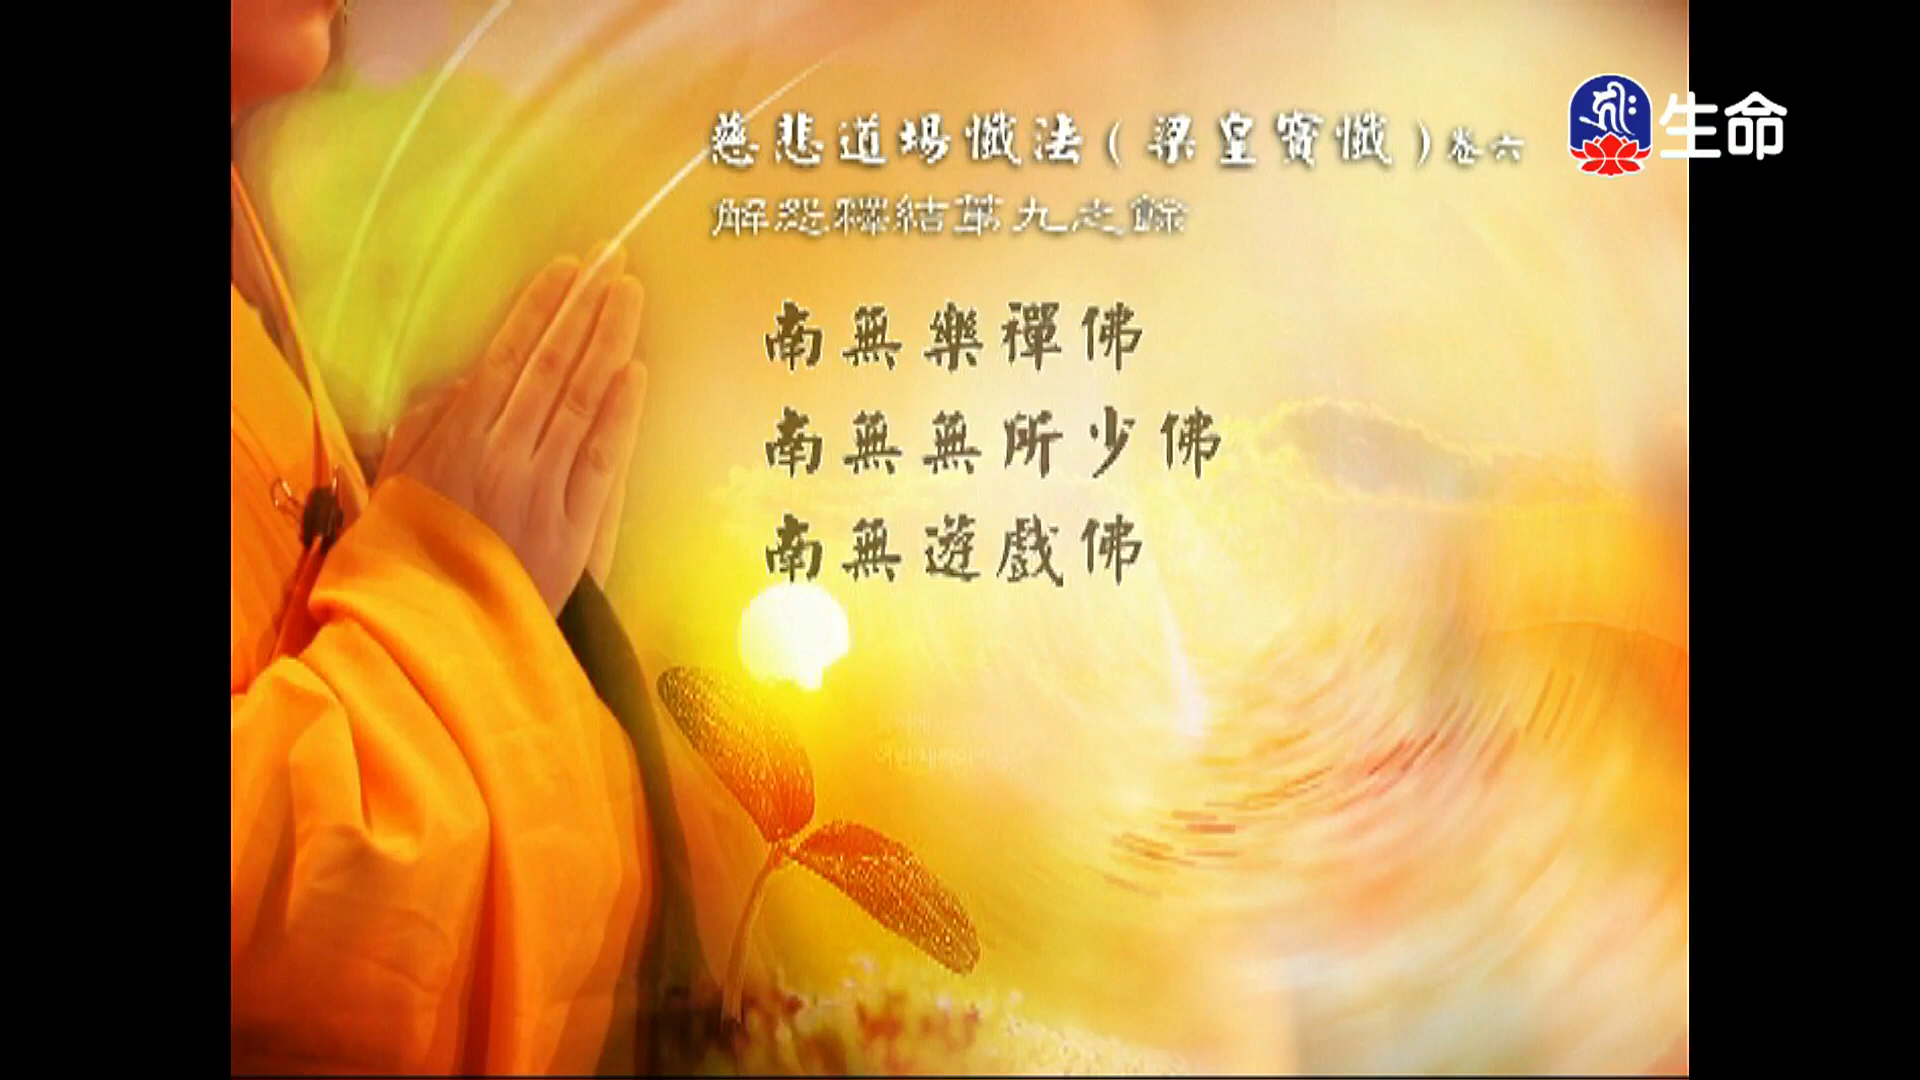 慈悲道場懺法(梁皇寶懺)卷六
生命
解怨釋結第九之餘
南無樂禪佛
南無無所少佛
南無遊戲佛